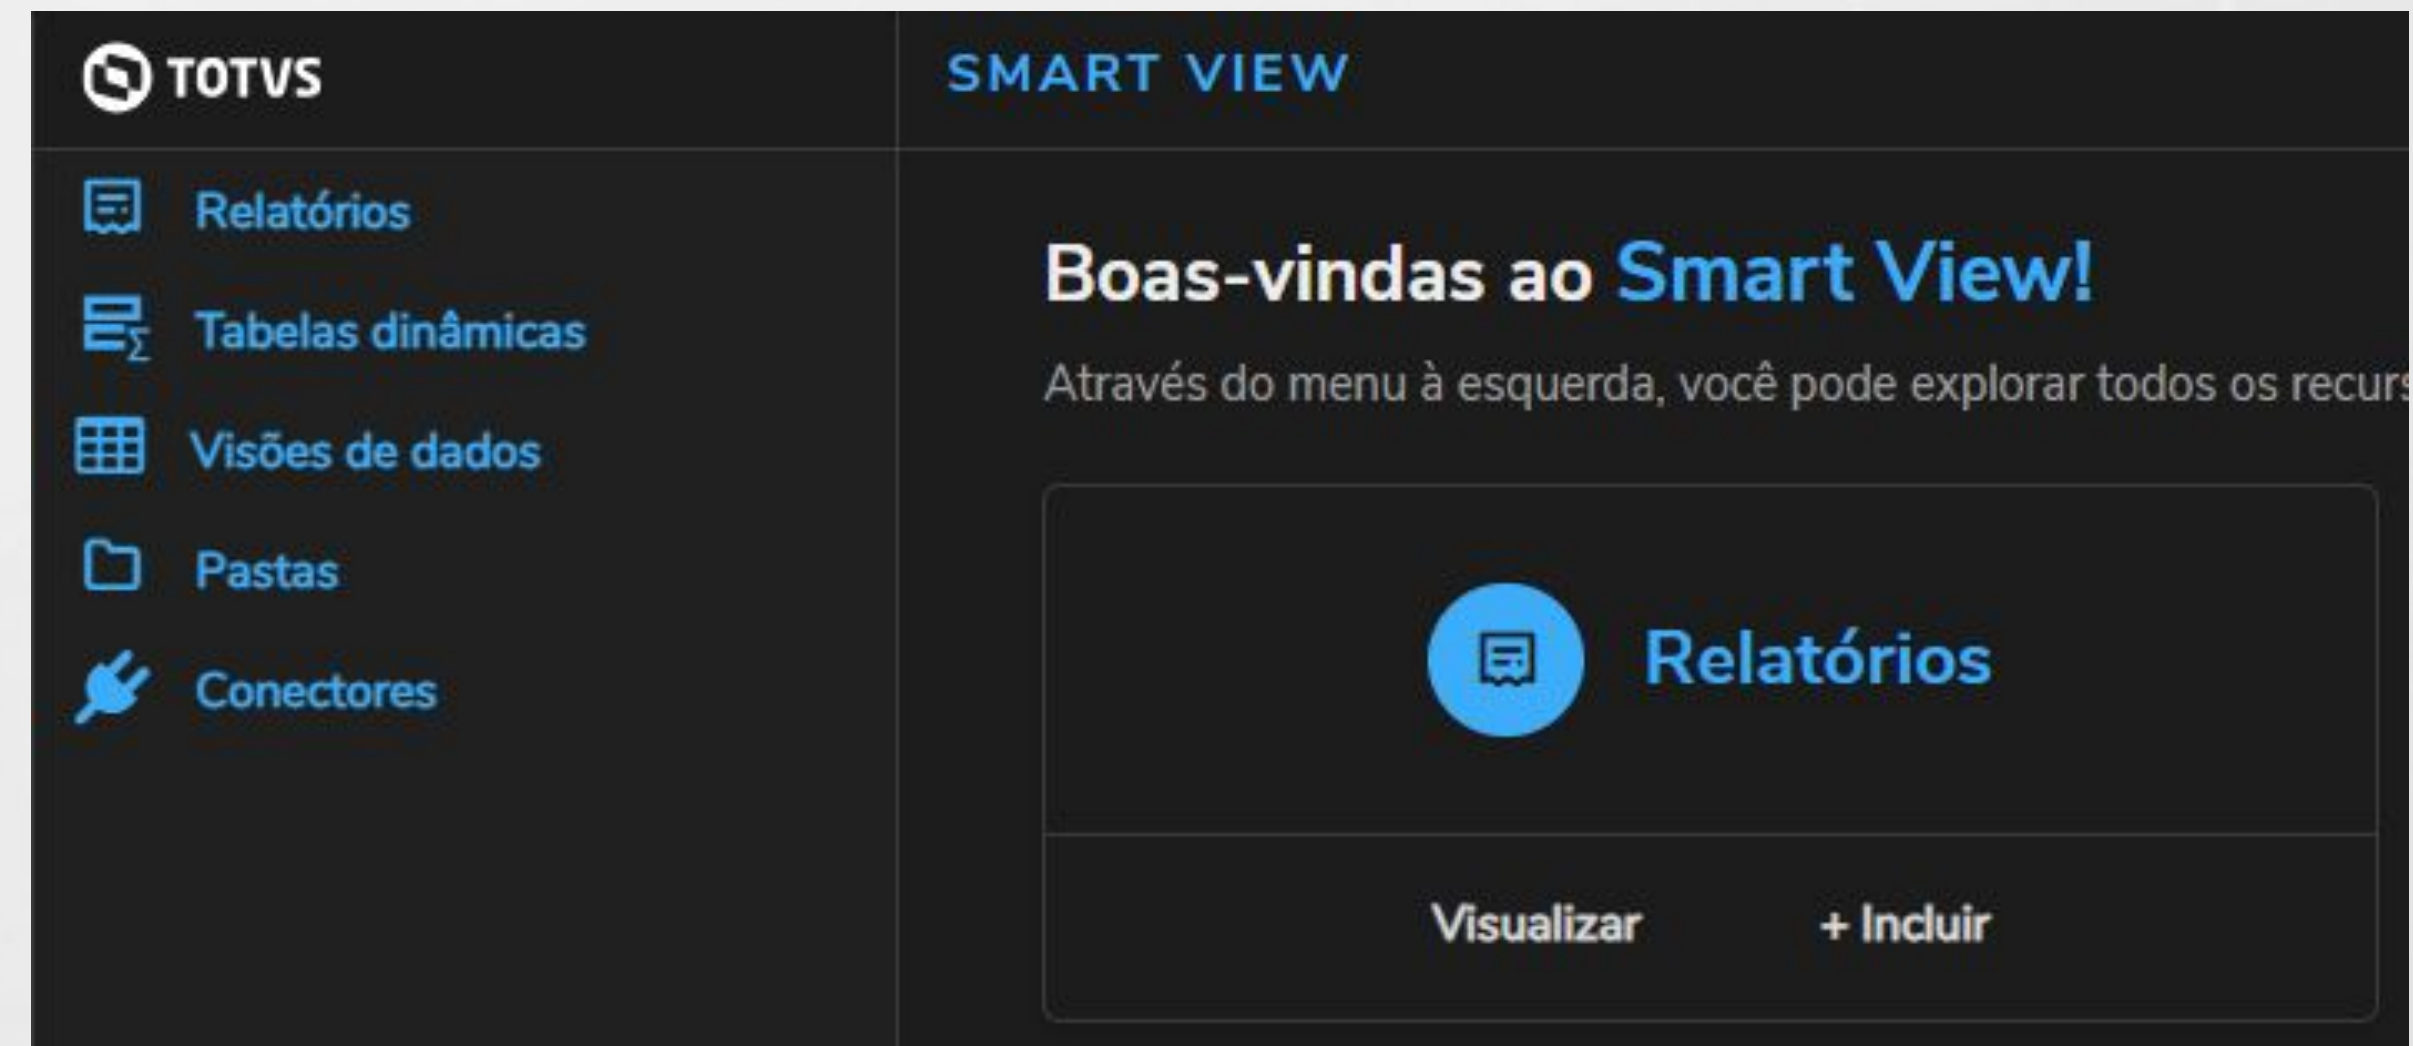 TOTVS
SMART VIEW
Relatórios
Tabelas dinâmicas
Visões de dados
Pastas
Conectores
Boas-vindas ao Smart View!
Através do menu à esquerda, você pode explorar todos os
Relatórios
Visualizar
+ Incluir